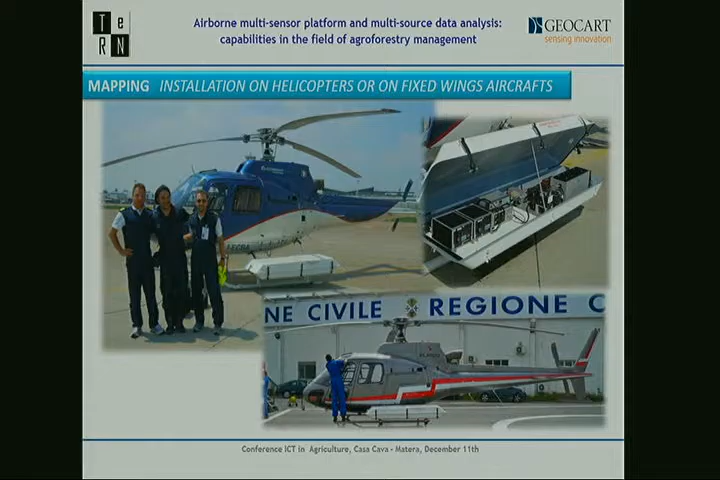 Te
RN
Airborne multi-sensor platform and multi-source data analysis:
capabilities in the field of agroforestry management
GEOCART
sensing innovation
MAPPING INSTALLATION ON HELICOPTERS OR ON FIXED WINGS AIRCRAFTS
NE CIVILE REGIONE C
Conference ICT in Agriculture, Casa Cava - Matera, December 11th